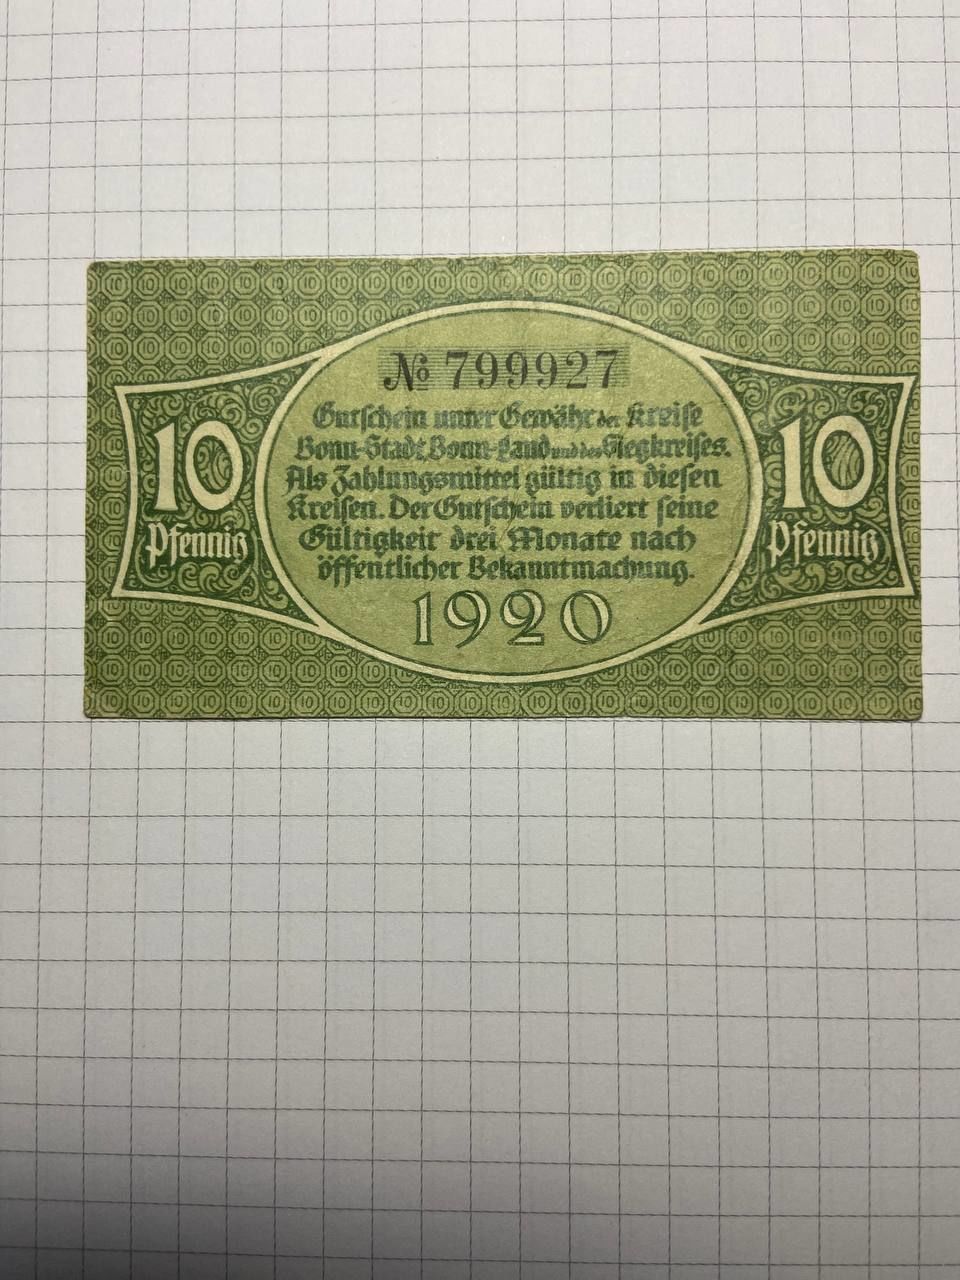 № 799927
Gutschein unter Gewähr der Kreise
Bonn-Stadt, Bonn-Land und des Siegkreises.
Als Zahlungsmittel gültig in diesen
Kreisen. Der Gutschein verliert seine
Gültigkeit drei Monate nach
öffentlicher Bekanntmachung.
1920
10
Pfennig
10
Pfennig